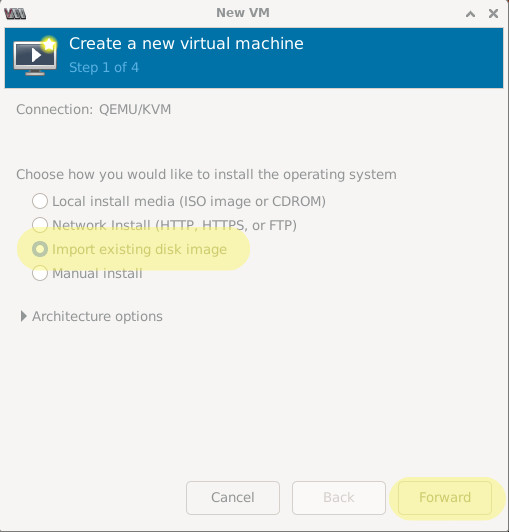 New VM
Create a new virtual machine
Step 1 of 4
Connection: QEMU/KVM
Choose how you would like to install the operating system
Local install media (ISO image or CDROM)
Network Install (HTTP, HTTPS, or FTP)
Import existing disk image
Manual install
Architecture options
Cancel Back Forward